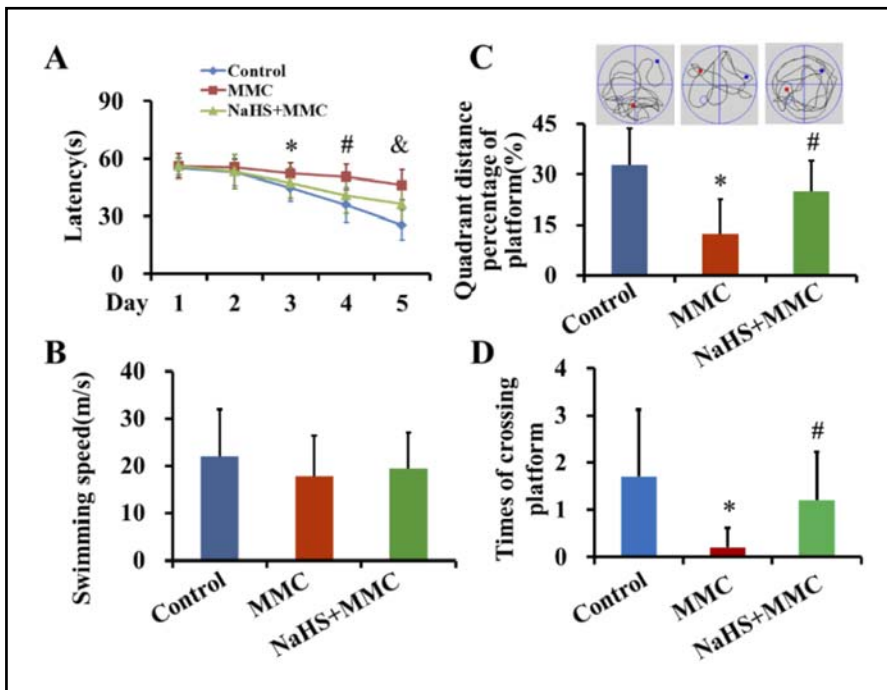 A
Control
MMC
NaHS+MMC
Latency(s)
90
60
30
0
* # &
Day 1 2 3 4 5
B
Swimming speed(m/s)
40
30
20
10
0
Control
MMC
NaHS+MMC
C
Quadrant distance
percentage of
platform(%)
45
30
15
0
*
#
Control
MMC
NaHS+MMC
D
Times of crossing
platform
4
3
2
1
0
*
#
Control
MMC
NaHS+MMC